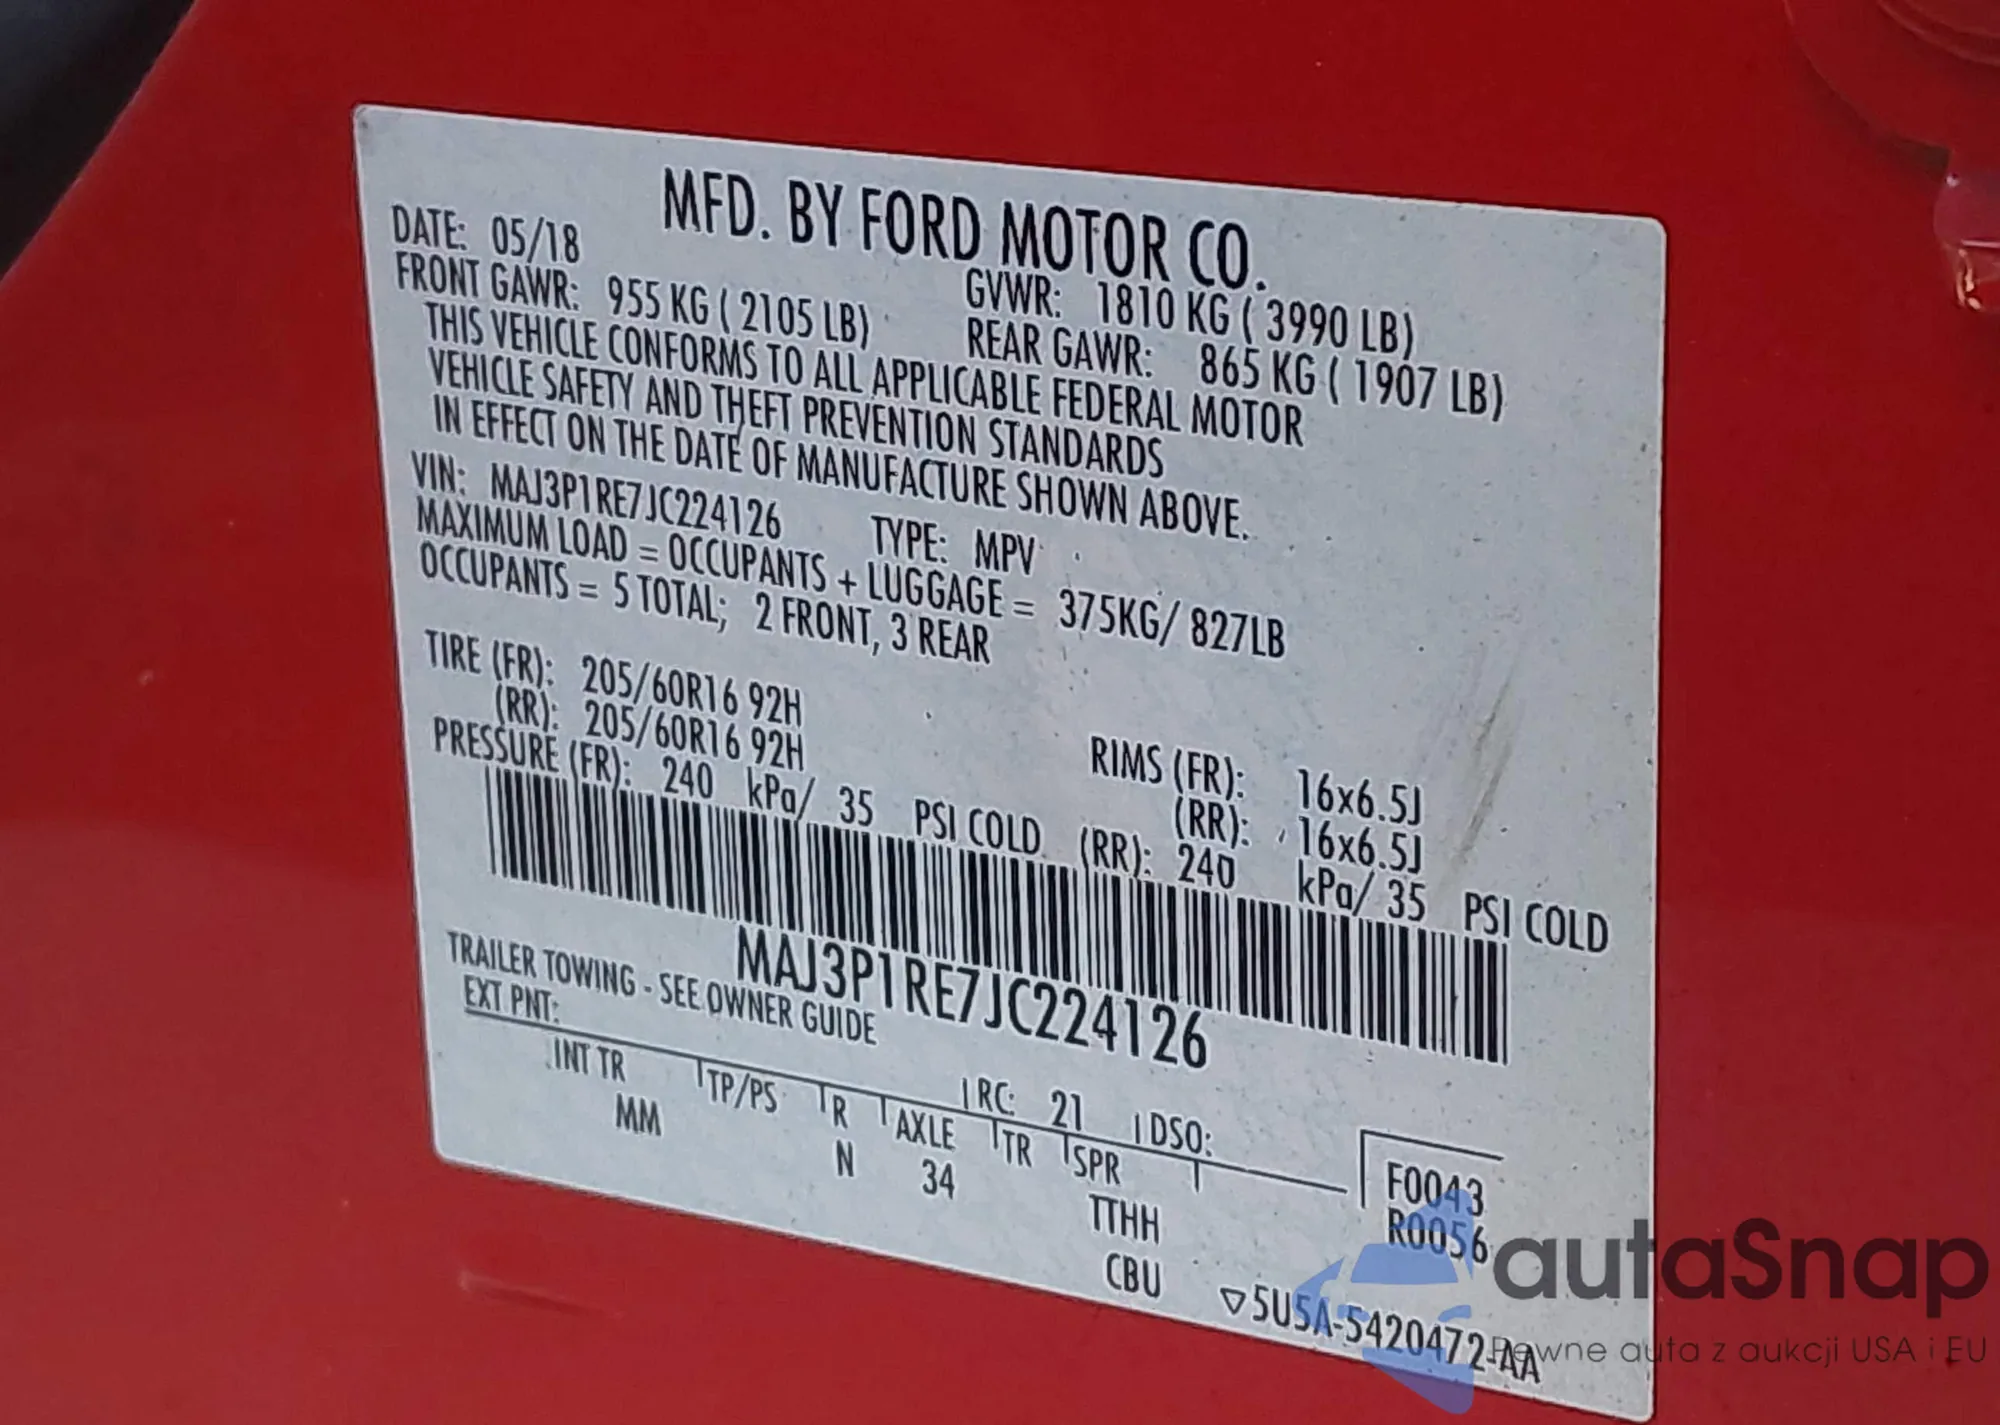 MFD. BY FORD MOTOR CO.
DATE: 05/18 GVWR: 1810 KG ( 3990 LB)
FRONT GAWR: 955 KG ( 2105 LB) REAR GAWR: 865 KG ( 1907 LB)
THIS VEHICLE CONFORMS TO ALL APPLICABLE FEDERAL MOTOR
VEHICLE SAFETY AND THEFT PREVENTION STANDARDS
IN EFFECT ON THE DATE OF MANUFACTURE SHOWN ABOVE.
VIN: MAJ3P1RE7JC224126 TYPE: MPV
MAXIMUM LOAD = OCCUPANTS + LUGGAGE = 375KG/ 827LB
OCCUPANTS = 5 TOTAL; 2 FRONT, 3 REAR
TIRE (FR): 205/60R16 92H RIMS (FR): 16x6.5J
(RR): 205/60R16 92H (RR): 16x6.5J
PRESSURE (FR): 240 kPa/ 35 PSI COLD (RR): 240 kPa/ 35 PSI COLD
MAJ3P1RE7JC224126
TRAILER TOWING - SEE OWNER GUIDE
EXT PNT: RC: 21 DSO:
INT TR TP/PS R AXLE TR SPR F0043
MM N 34 TTHH R0056
CBU
5U5A-5420472-AA
autaSnap
Pewne auta z aukcji USA i EU